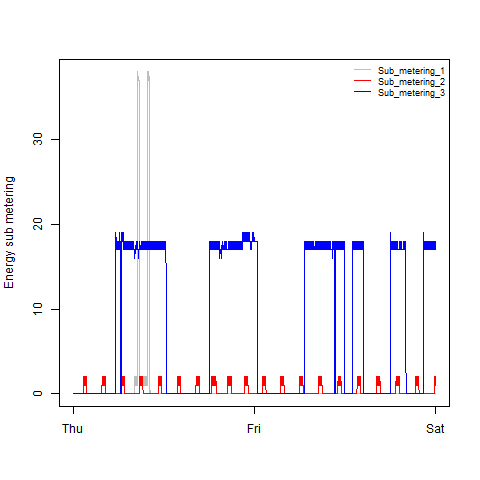 Sub_metering_1
Sub_metering_2
Sub_metering_3
Energy sub metering
30
20
10
0
Thu Fri Sat